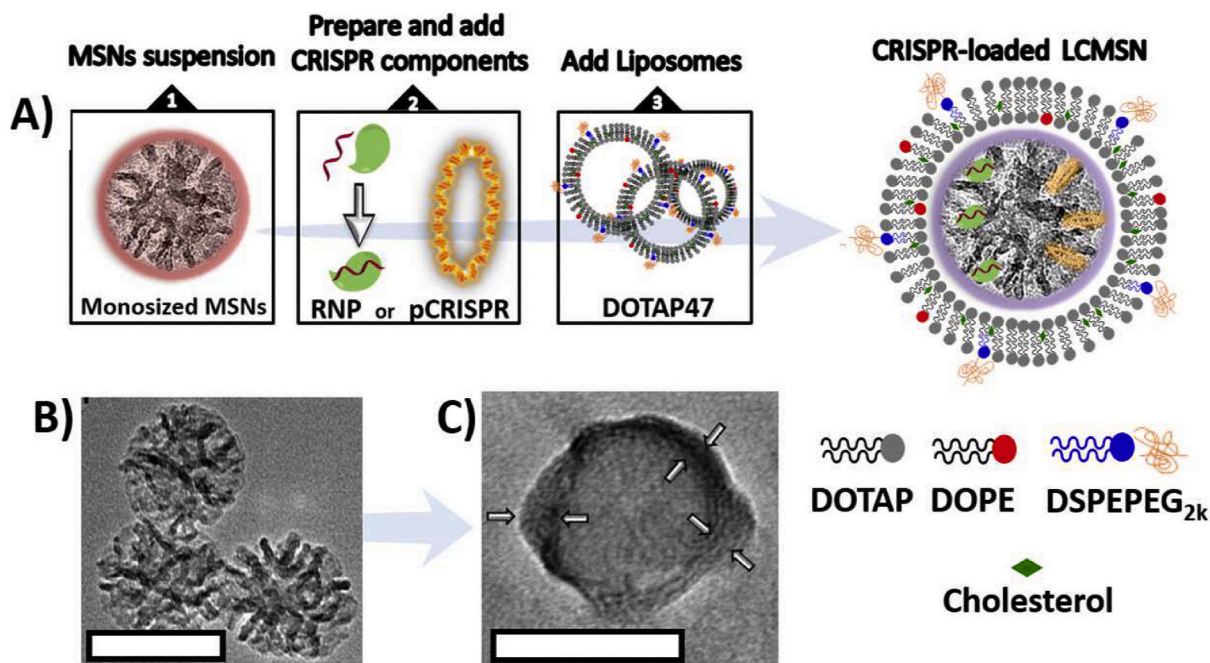 MSNs suspension
Prepare and add
CRISPR components
Add Liposomes
CRISPR-loaded LCMSN
A)
1
2
3
Monosized MSNs
RNP or pCRISPR
DOTAP47
B)
C)
DOTAP
DOPE
DSPEPEG2k
Cholesterol